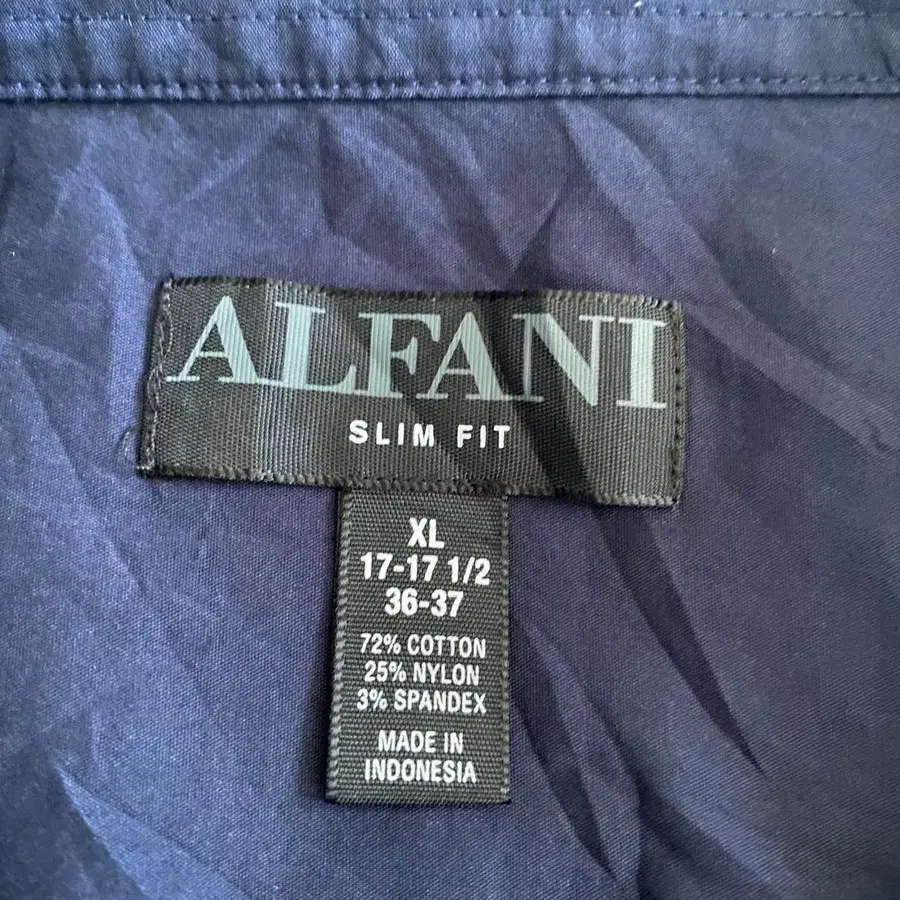 ALFANI
SLIM FIT
XL
17-17 1/2
36-37
72% COTTON
25% NYLON
3% SPANDEX
MADE IN
INDONESIA